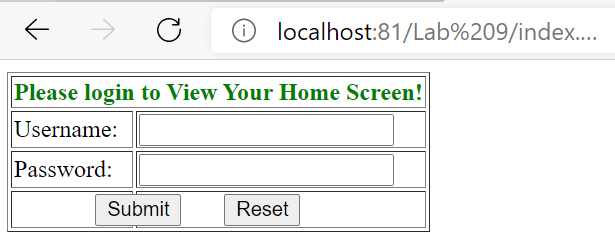 localhost:81/Lab%209/index....
Please login to View Your Home Screen!
Username:
Password:
Submit Reset